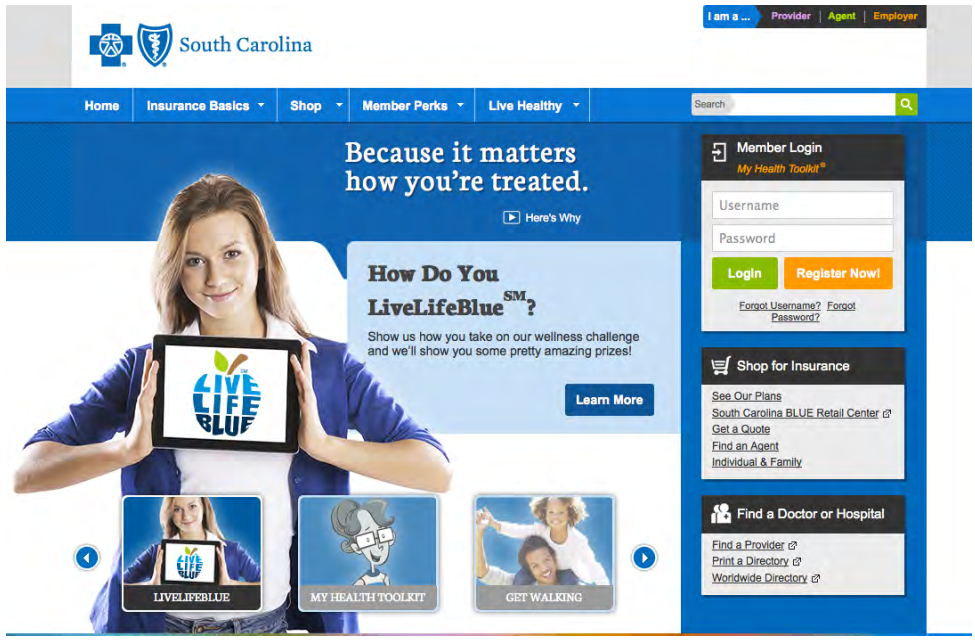 I am a ... Provider | Agent | Employer
South Carolina
Home Insurance Basics Shop Member Perks Live Healthy Search
Because it matters
how you're treated.
Here's Why
Member Login
My Health Toolkit®
Username
Password
Login Register Now!
Forgot Username? Forgot
Password?
How Do You
LiveLifeBlue℠?
Show us how you take on our wellness challenge
and we'll show you some pretty amazing prizes!
Learn More
LIVE
LIFE
BLUE
Shop for Insurance
See Our Plans
South Carolina BLUE Retail Center
Get a Quote
Find an Agent
Individual & Family
LIVE
LIFE
BLUE
LIVELIFEBLUE
MY HEALTH TOOLKIT
GET WALKING
Find a Doctor or Hospital
Find a Provider
Print a Directory
Worldwide Directory